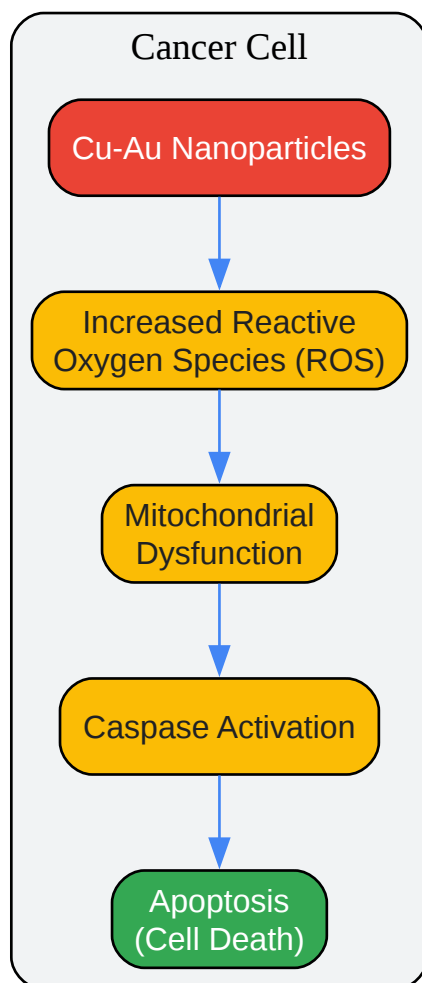 Cancer Cell
Cu-Au Nanoparticles
Increased Reactive
Oxygen Species (ROS)
Mitochondrial
Dysfunction
Caspase Activation
Apoptosis
(Cell Death)